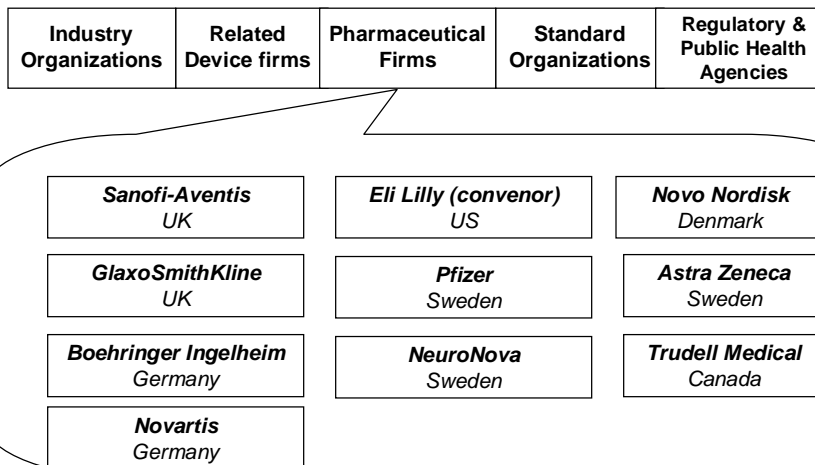 Industry
Organizations
Related
Device firms
Pharmaceutical
Firms
Standard
Organizations
Regulatory &
Public Health
Agencies
Sanofi-Aventis
UK
Eli Lilly (convenor)
US
Novo Nordisk
Denmark
GlaxoSmithKline
UK
Pfizer
Sweden
Astra Zeneca
Sweden
Boehringer Ingelheim
Germany
NeuroNova
Sweden
Trudell Medical
Canada
Novartis
Germany